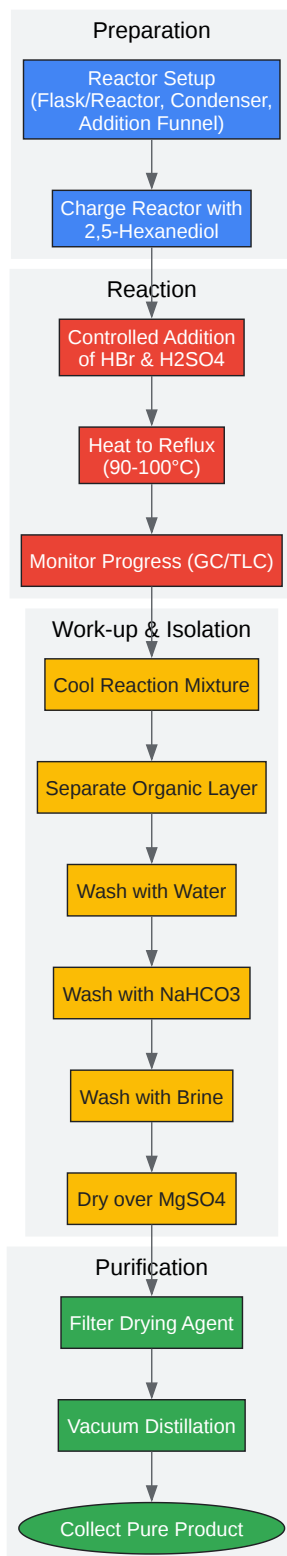 Preparation
Reactor Setup
(Flask/Reactor, Condenser,
Addition Funnel)
Charge Reactor with
2,5-Hexanediol
Reaction
Controlled Addition
of HBr & H2SO4
Heat to Reflux
(90-100°C)
Monitor Progress (GC/TLC)
Work-up & Isolation
Cool Reaction Mixture
Separate Organic Layer
Wash with Water
Wash with NaHCO3
Wash with Brine
Dry over MgSO4
Purification
Filter Drying Agent
Vacuum Distillation
Collect Pure Product